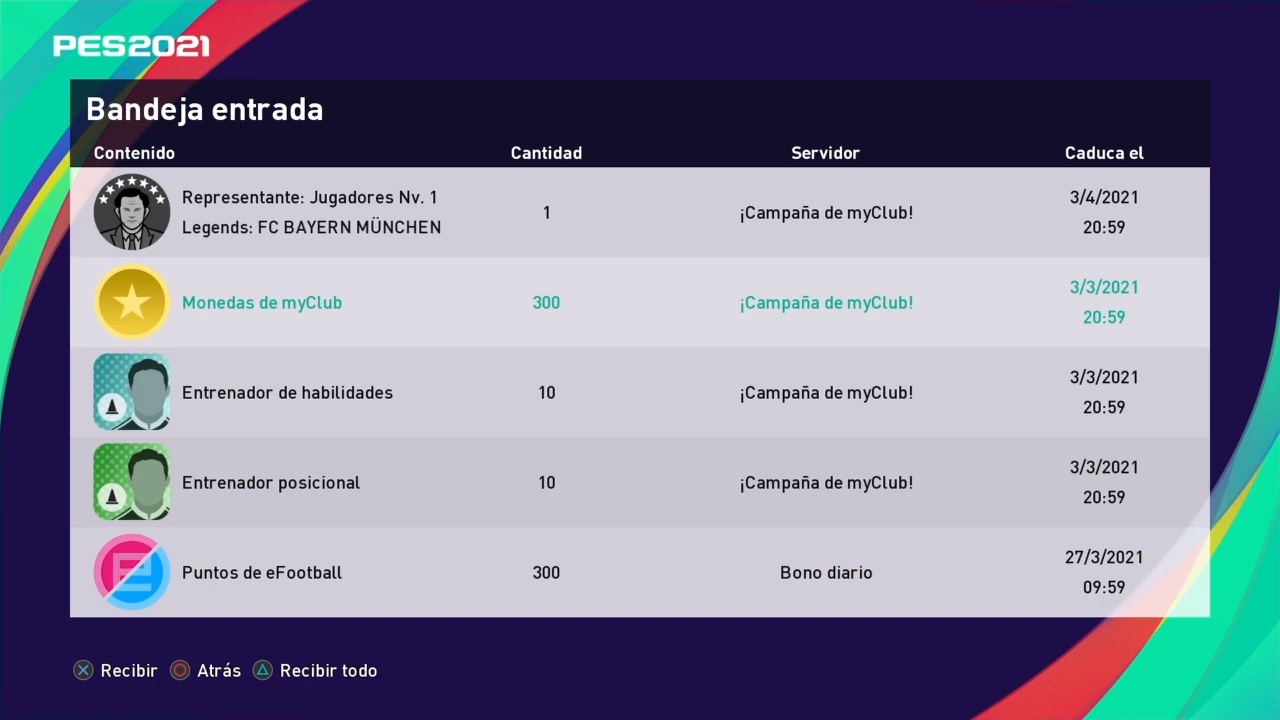 PES2021
Bandeja entrada
Contenido Cantidad Servidor Caduca el
Representante: Jugadores Nv. 1
Legends: FC BAYERN MÜNCHEN
1
¡Campaña de myClub!
3/4/2021
20:59
Monedas de myClub
300
¡Campaña de myClub!
3/3/2021
20:59
Entrenador de habilidades
10
¡Campaña de myClub!
3/3/2021
20:59
Entrenador posicional
10
¡Campaña de myClub!
3/3/2021
20:59
Puntos de eFootball
300
Bono diario
27/3/2021
09:59
Recibir Atrás Recibir todo